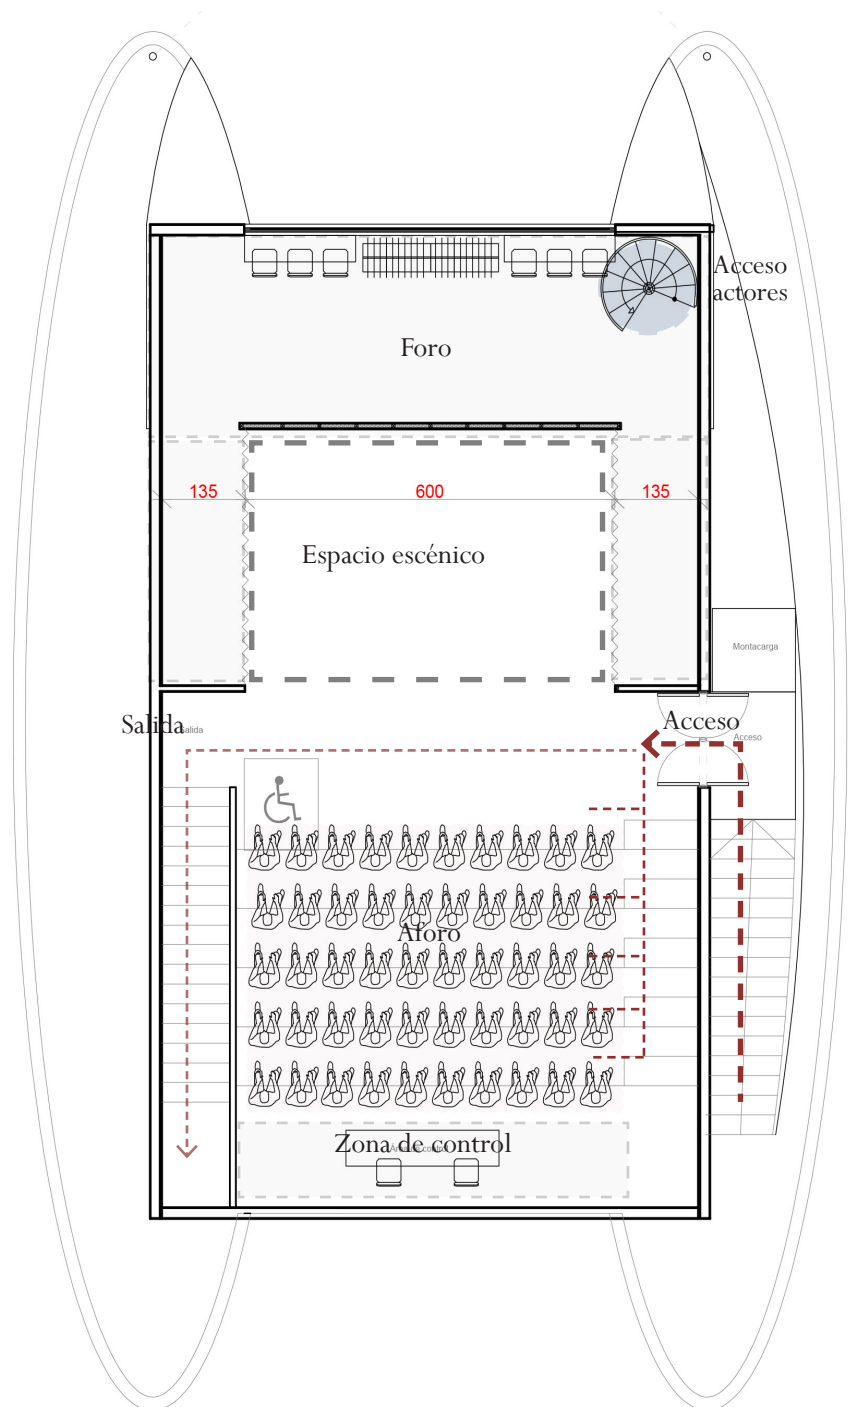 Acceso
actores
Foro
135
600
135
Espacio escénico
Montacarga
Salida
Salida
Acceso
Acceso
Aforo
Zona de control